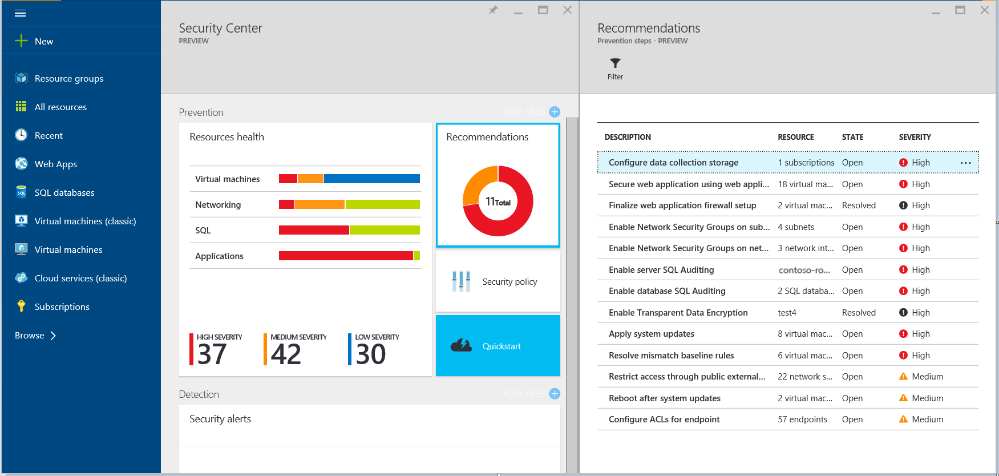 New
Resource groups
All resources
Recent
Web Apps
SQL databases
Virtual machines (classic)
Virtual machines
Cloud services (classic)
Subscriptions
Browse
Security Center
PREVIEW
Prevention
ADD TILES
Resources health
Virtual machines
Networking
SQL
Applications
HIGH SEVERITY
37
MEDIUM SEVERITY
42
LOW SEVERITY
30
Recommendations
11 Total
Security policy
Quickstart
Detection
ADD TILES
Security alerts
Recommendations
Prevention steps - PREVIEW
Filter
DESCRIPTION RESOURCE STATE SEVERITY
Configure data collection storage 1 subscriptions Open High ...
Secure web application using web appli... 18 virtual ma... Open High
Finalize web application firewall setup 2 virtual mac... Resolved High
Enable Network Security Groups on sub... 4 subnets Open High
Enable Network Security Groups on net... 3 network int... Open High
Enable server SQL Auditing contoso-ro... Open High
Enable database SQL Auditing 2 SQL databa... Open High
Enable Transparent Data Encryption test4 Resolved High
Apply system updates 8 virtual mac... Open High
Resolve mismatch baseline rules 6 virtual mac... Open High
Restrict access through public external... 22 network s... Open Medium
Reboot after system updates 2 virtual mac... Open Medium
Configure ACLs for endpoint 57 endpoints Open Medium